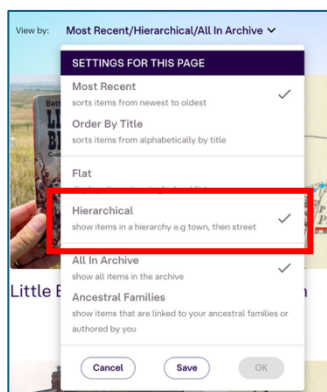 View by: Most Recent/Hierarchical/All In Archive
SETTINGS FOR THIS PAGE
Most Recent
sorts items from newest to oldest
Order By Title
sorts items from alphabetically by title
Flat
Hierarchical
show items in a hierarchy e.g town, then street
All In Archive
show all items in the archive
Ancestral Families
show items that are linked to your ancestral families or
authored by you
Little
Cancel
Save
OK